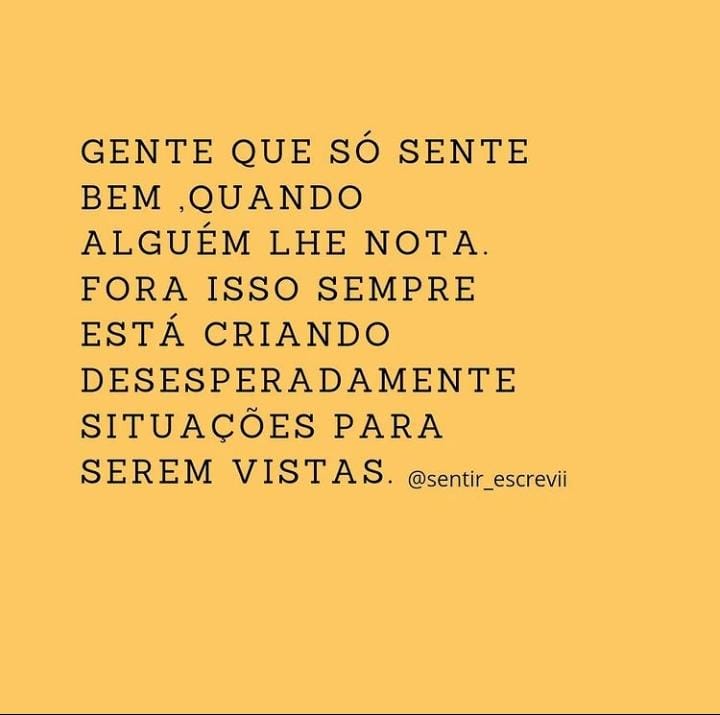 GENTE QUE SÓ SENTE
BEM ,QUANDO
ALGUÉM LHE NOTA.
FORA ISSO SEMPRE
ESTÁ CRIANDO
DESESPERADAMENTE
SITUAÇÕES PARA
SEREM VISTAS. @sentir_escrevii